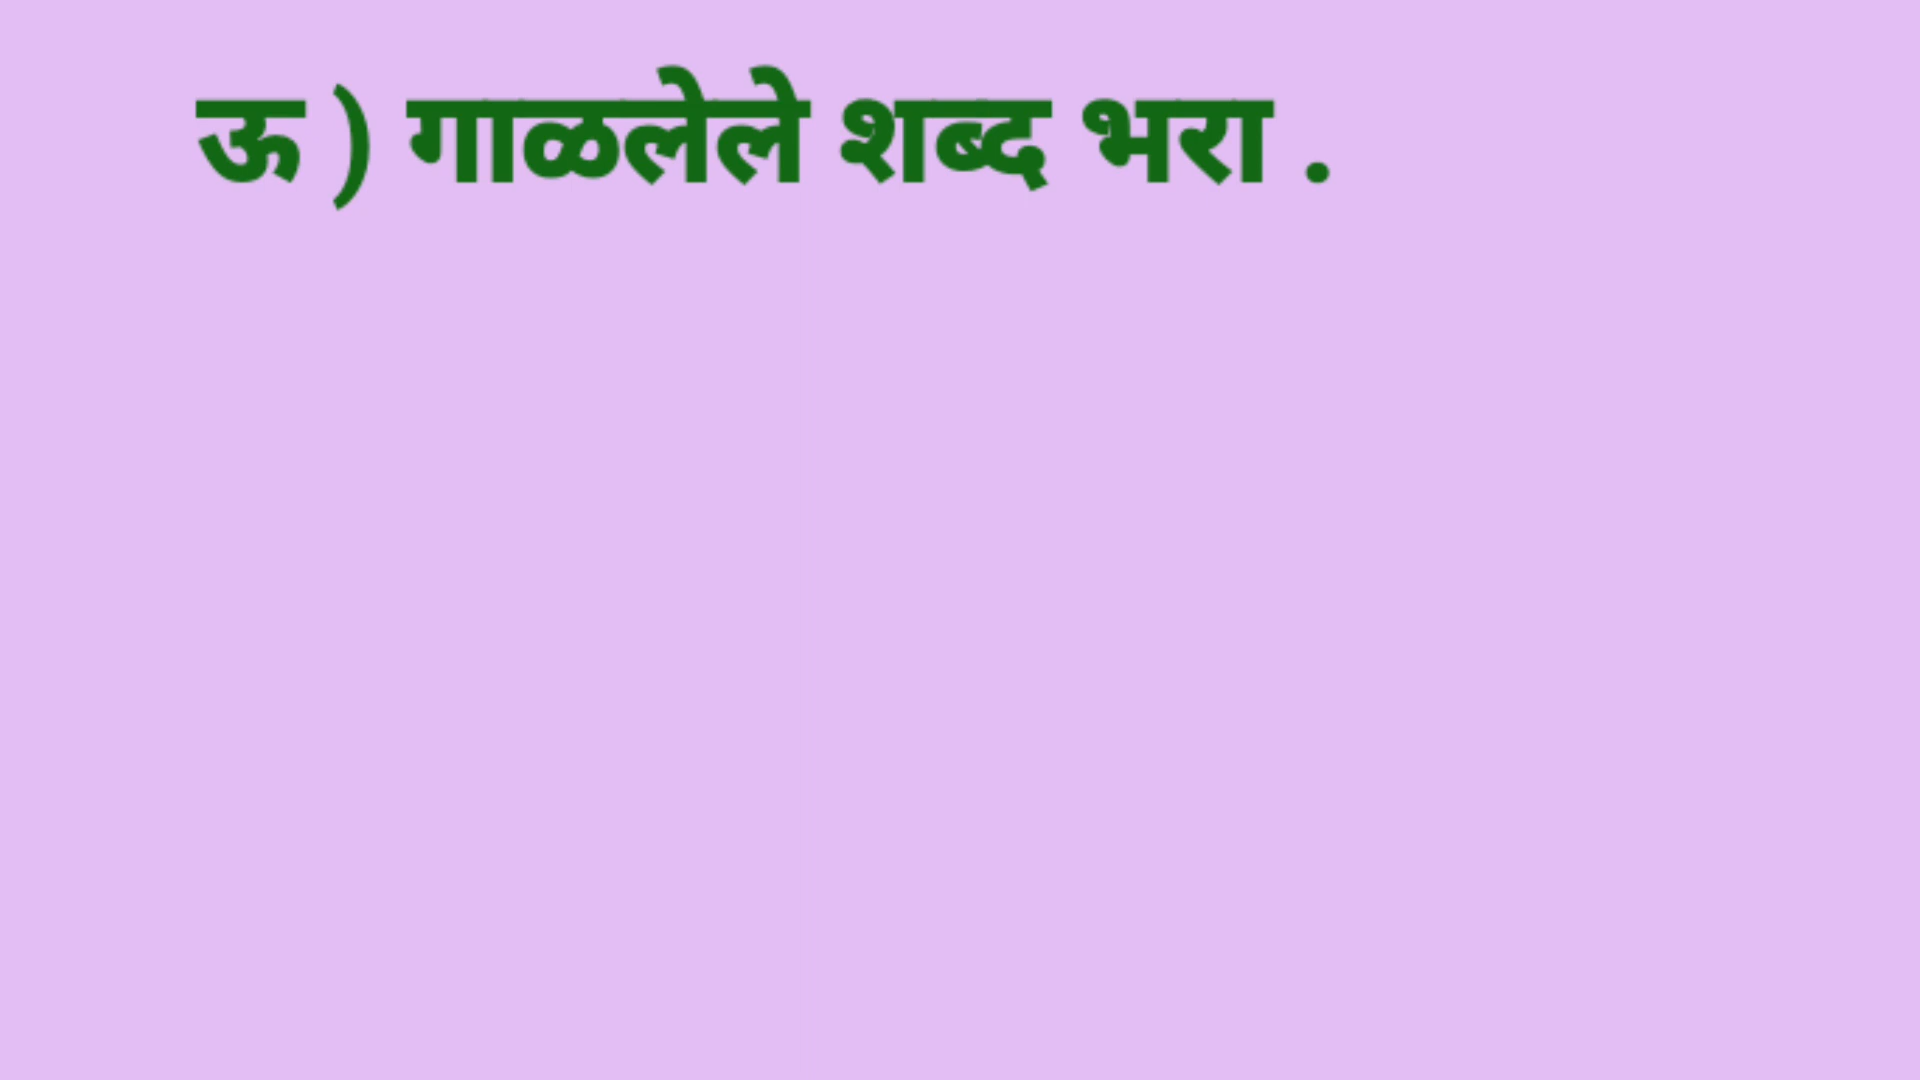 ऊ ) गाळलेले शब्द भरा .